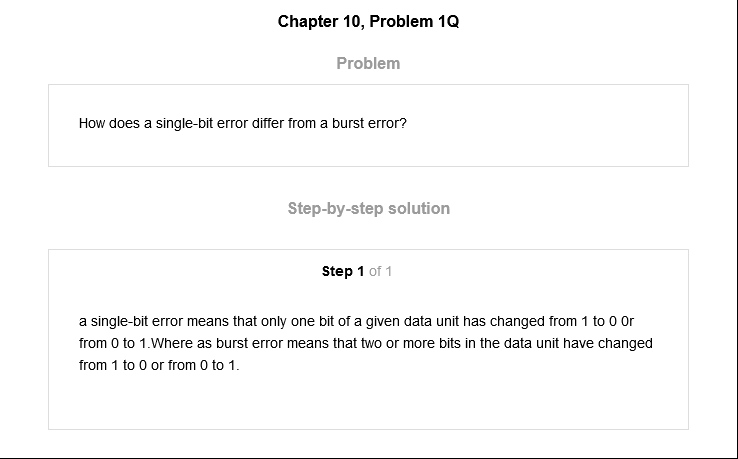 Chapter 10, Problem 1Q
Problem
How does a single-bit error differ from a burst error?
Step-by-step solution
Step 1 of 1
a single-bit error means that only one bit of a given data unit has changed from 1 to 0 0r
from 0 to 1.Where as burst error means that two or more bits in the data unit have changed
from 1 to 0 or from 0 to 1.